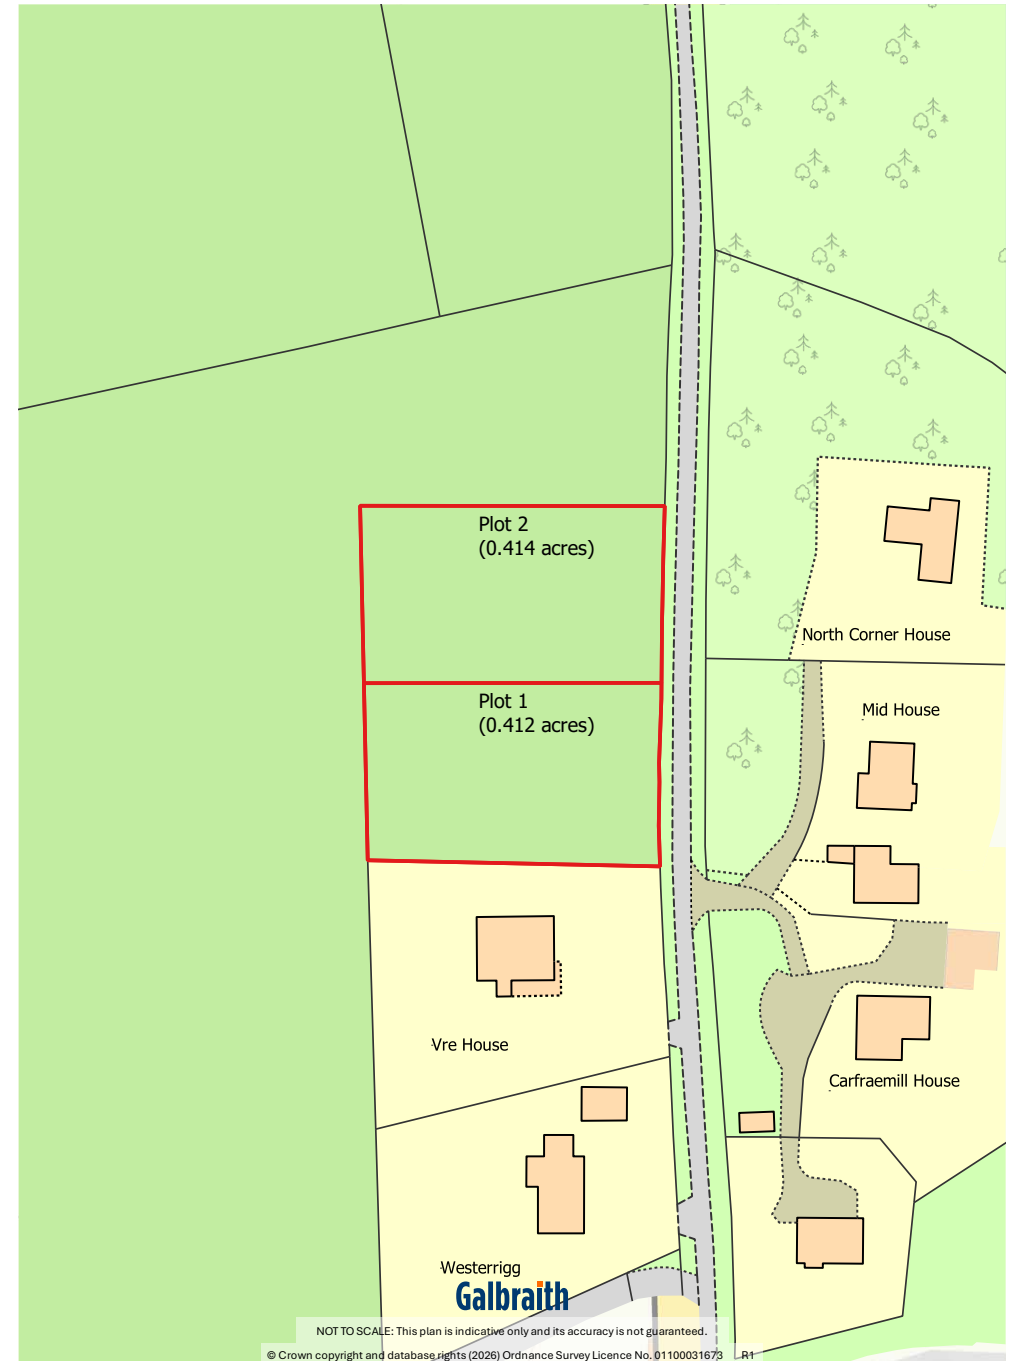 Plot 2
(0.414 acres)
North Corner House
Plot 1
(0.412 acres)
Mid House
Vre House
Carfraemill House
Westerrigg
Galbraith
NOT TO SCALE: This plan is indicative only and its accuracy is not guaranteed.
© Crown copyright and database rights (2026) Ordnance Survey Licence No. 01100031673 R1